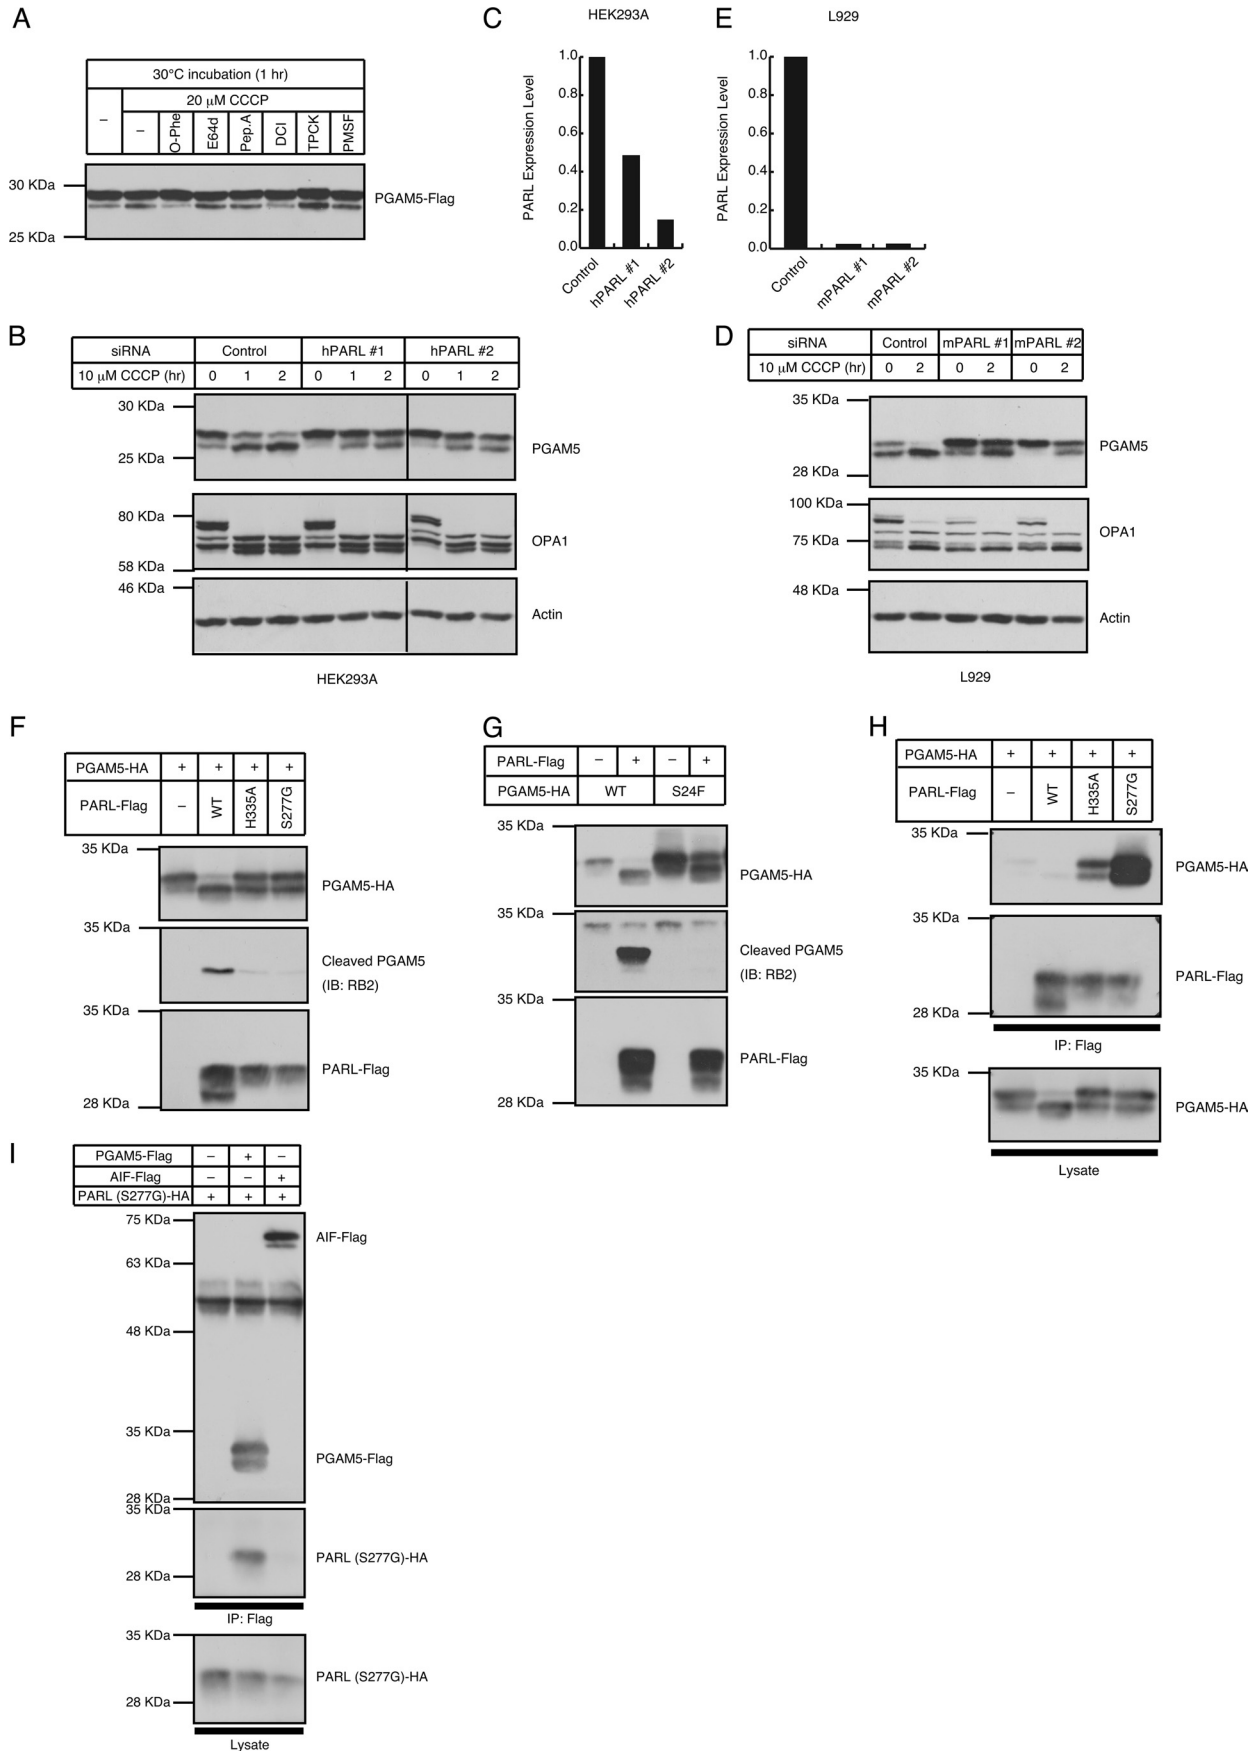 A
30°C incubation (1 hr)
20 μM CCCP
– – O-Phe E64d Pep.A DCI TPCK PMSF
30 KDa
PGAM5-Flag
25 KDa
C
HEK293A
PARL Expression Level
1.0
0.8
0.6
0.4
0.2
0.0
Control hPARL #1 hPARL #2
E
L929
PARL Expression Level
1.0
0.8
0.6
0.4
0.2
0.0
Control mPARL #1 mPARL #2
B
siRNA Control hPARL #1 hPARL #2
10 μM CCCP (hr) 0 1 2 0 1 2 0 1 2
30 KDa
PGAM5
25 KDa
80 KDa
OPA1
58 KDa
46 KDa
Actin
HEK293A
D
siRNA Control mPARL #1 mPARL #2
10 μM CCCP (hr) 0 2 0 2 0 2
35 KDa
PGAM5
28 KDa
100 KDa
OPA1
75 KDa
48 KDa
Actin
L929
F
PGAM5-HA + + + +
PARL-Flag – WT H335A S277G
35 KDa
PGAM5-HA
35 KDa
Cleaved PGAM5
(IB: RB2)
35 KDa
PARL-Flag
28 KDa
G
PARL-Flag – + – +
PGAM5-HA WT S24F
35 KDa
PGAM5-HA
35 KDa
Cleaved PGAM5
(IB: RB2)
35 KDa
PARL-Flag
28 KDa
H
PGAM5-HA + + + +
PARL-Flag – WT H335A S277G
35 KDa
PGAM5-HA
35 KDa
PARL-Flag
28 KDa
IP: Flag
35 KDa
PGAM5-HA
Lysate
I
PGAM5-Flag – + –
AIF-Flag – – +
PARL (S277G)-HA + + +
75 KDa
AIF-Flag
63 KDa
48 KDa
35 KDa
PGAM5-Flag
28 KDa
35 KDa
PARL (S277G)-HA
28 KDa
IP: Flag
35 KDa
PARL (S277G)-HA
28 KDa
Lysate